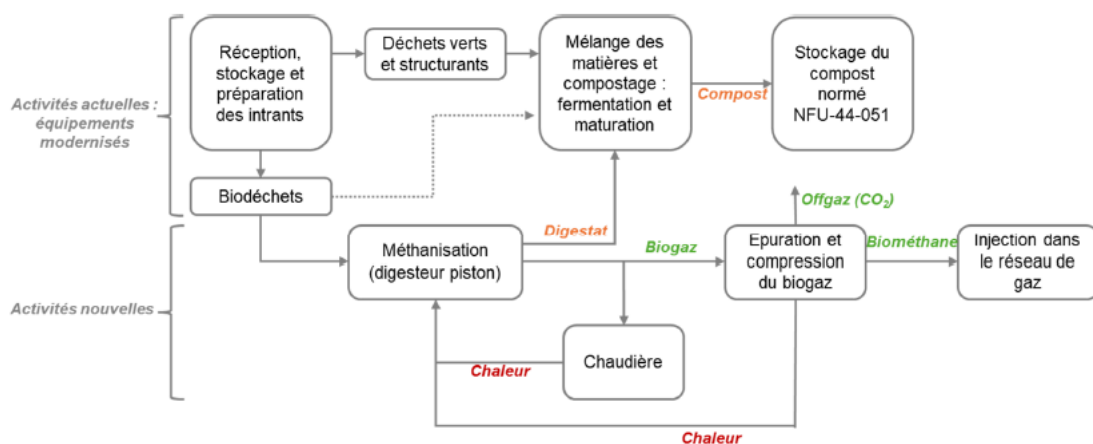 Réception,
stockage et
préparation
des intrants
Déchets verts
et structurants
Mélange des
matières et
compostage :
fermentation et
maturation
Compost
Stockage du
compost
normé
NFU-44-051
Activités actuelles :
équipements
modernisés
Biodéchets
Digestat
Offgaz (CO₂)
Méthanisation
(digesteur piston)
Biogaz
Epuration et
compression
du biogaz
Biométhane
Injection dans
le réseau de
gaz
Activités nouvelles
Chaudière
Chaleur
Chaleur